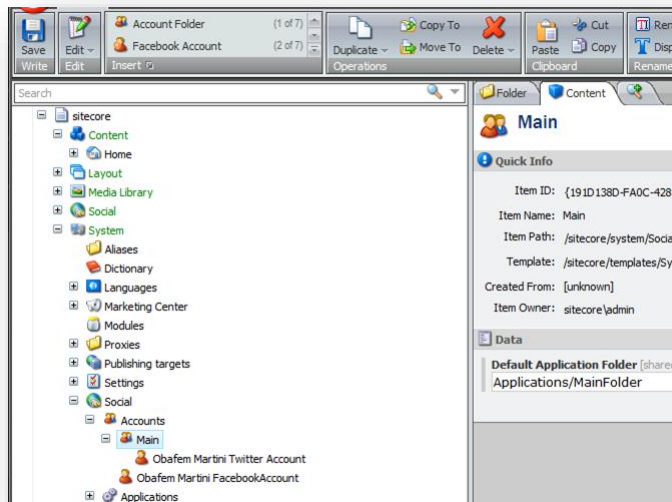 Account Folder (1 of 7)
Facebook Account (2 of 7)
Save
Edit
Duplicate
Copy To
Move To
Delete
Paste
Cut
Copy
Write
Edit
Insert
Operations
Clipboard
Rename
Search
sitecore
Content
Home
Layout
Media Library
Social
System
Aliases
Dictionary
Languages
Marketing Center
Modules
Proxies
Publishing targets
Settings
Social
Accounts
Main
Obafem Martini Twitter Account
Obafem Martini FacebookAccount
Applications
Folder
Content
Main
Quick Info
Item ID: {191D138D-FA0C-428
Item Name: Main
Item Path: /sitecore/system/Socia
Template: /sitecore/templates/Sy
Created From: [unknown]
Item Owner: sitecore\admin
Data
Default Application Folder [shared
Applications/MainFolder